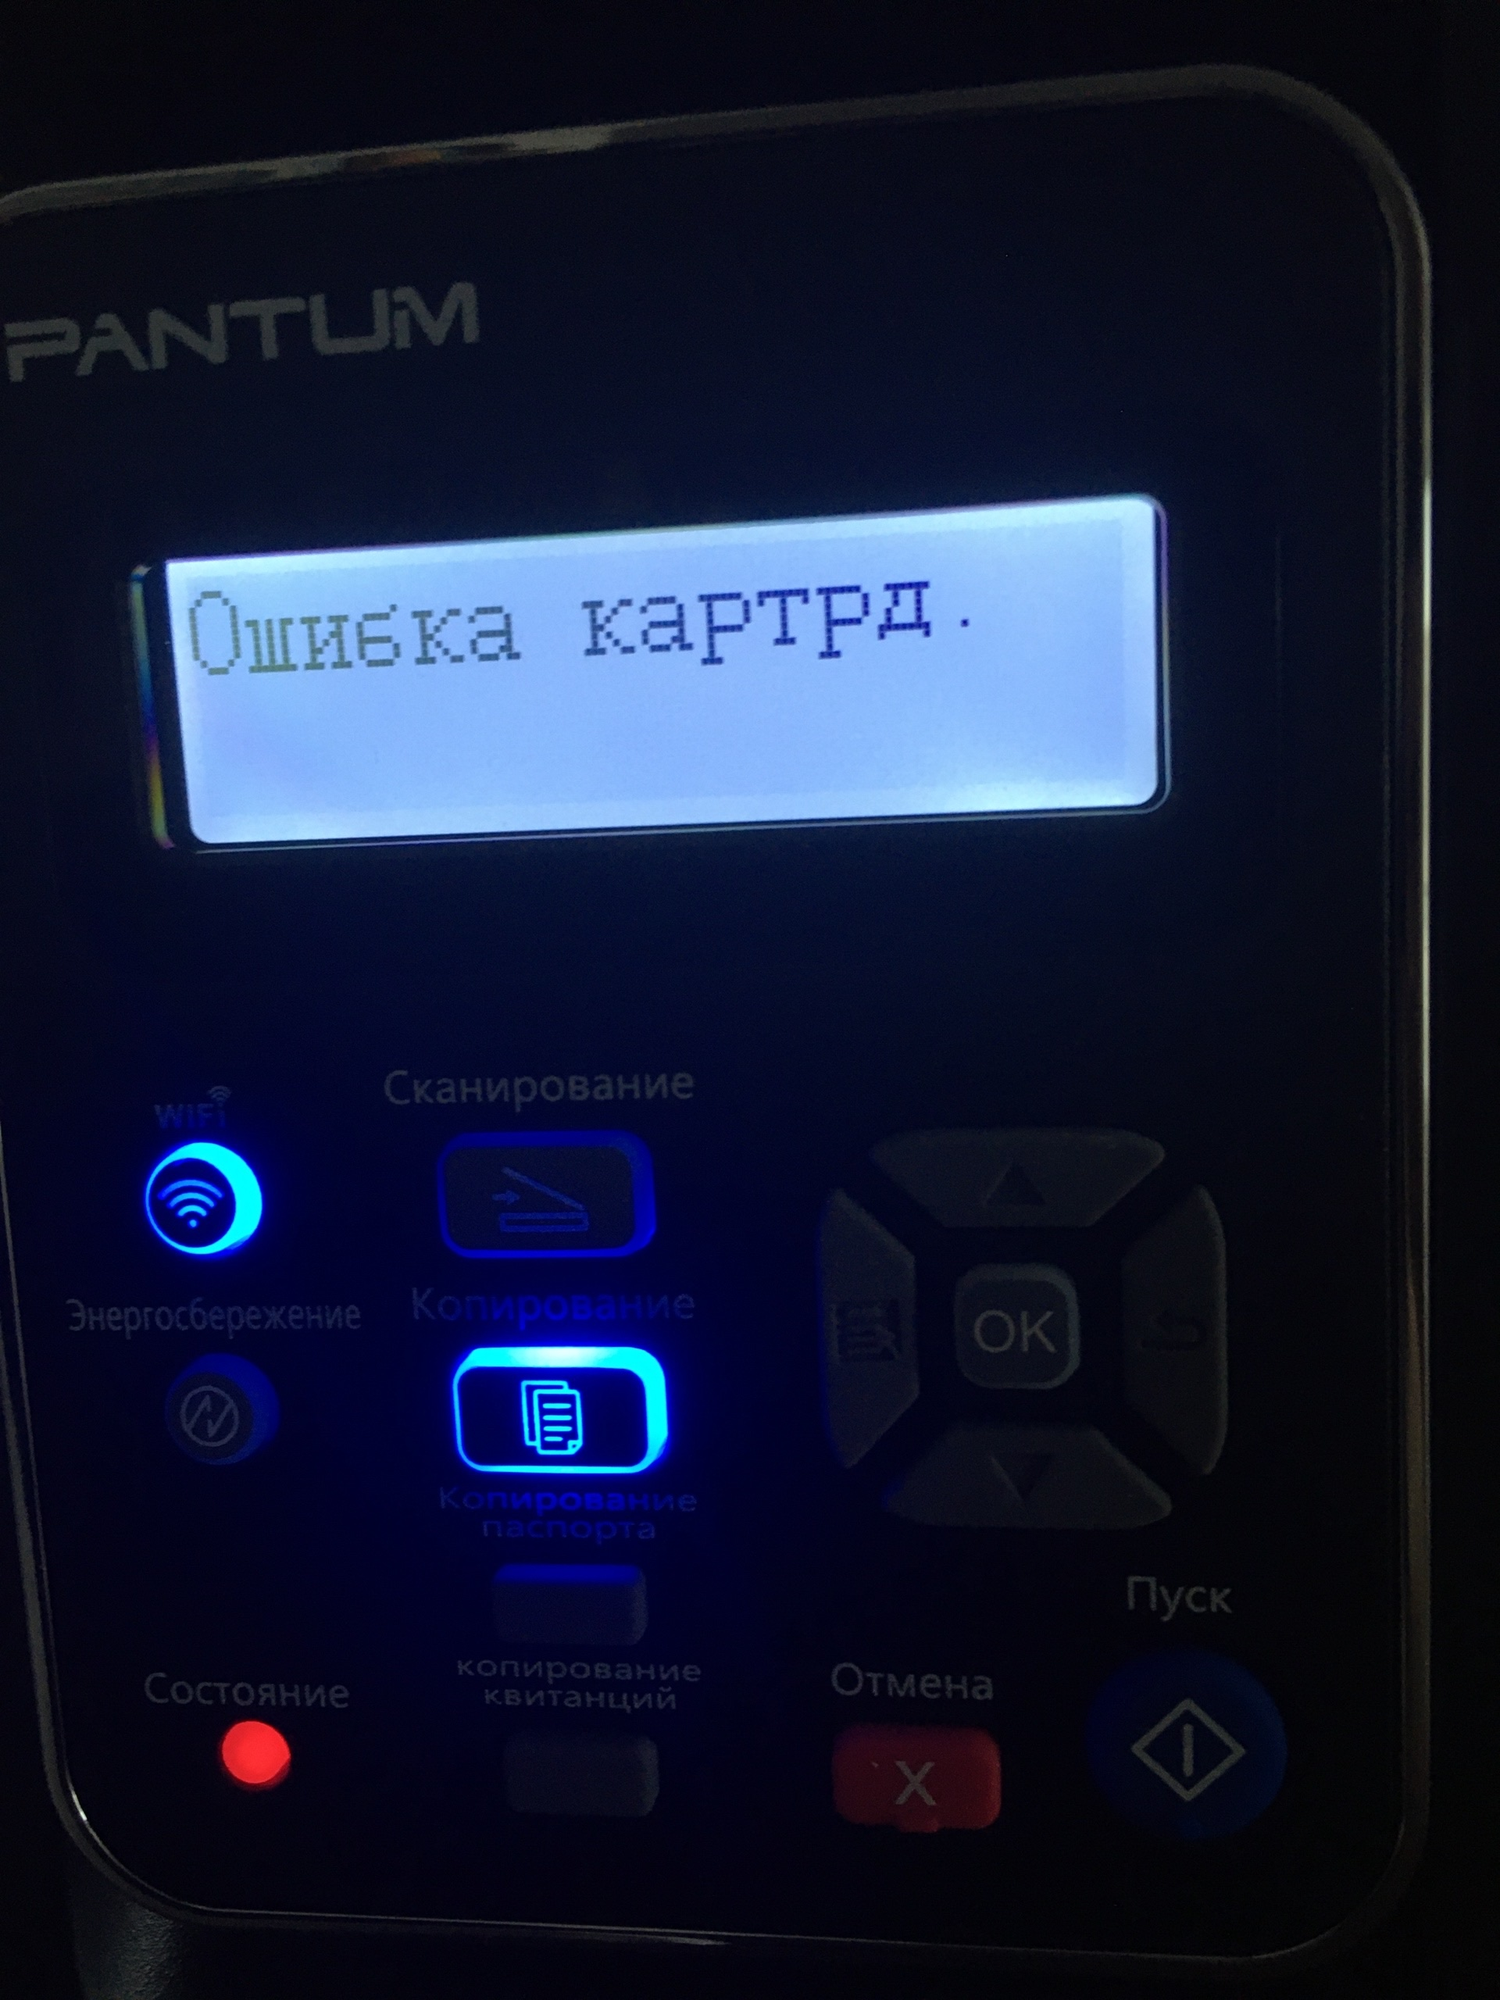 PANTUM
Ошибка картрд.
WiFi
Сканирование
Энергосбережение
Копирование
OK
Копирование
паспорта
Пуск
копирование
квитанций
Состояние
Отмена
X